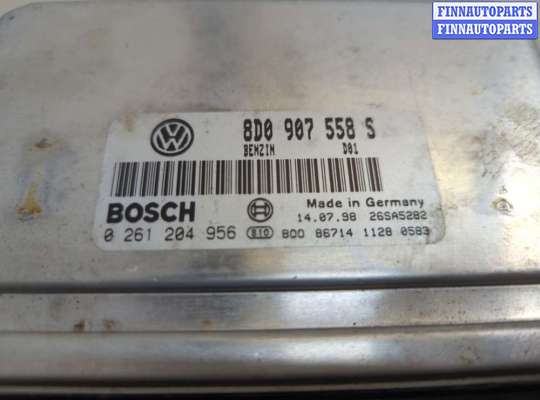 FINNAUTOPARTS
FINNAUTOPARTS
8D0 907 558 S
BENZIN D01
BOSCH
Made in Germany
14.07.98 26SA5282
0 261 204 956 810 800 86714 1128 0583